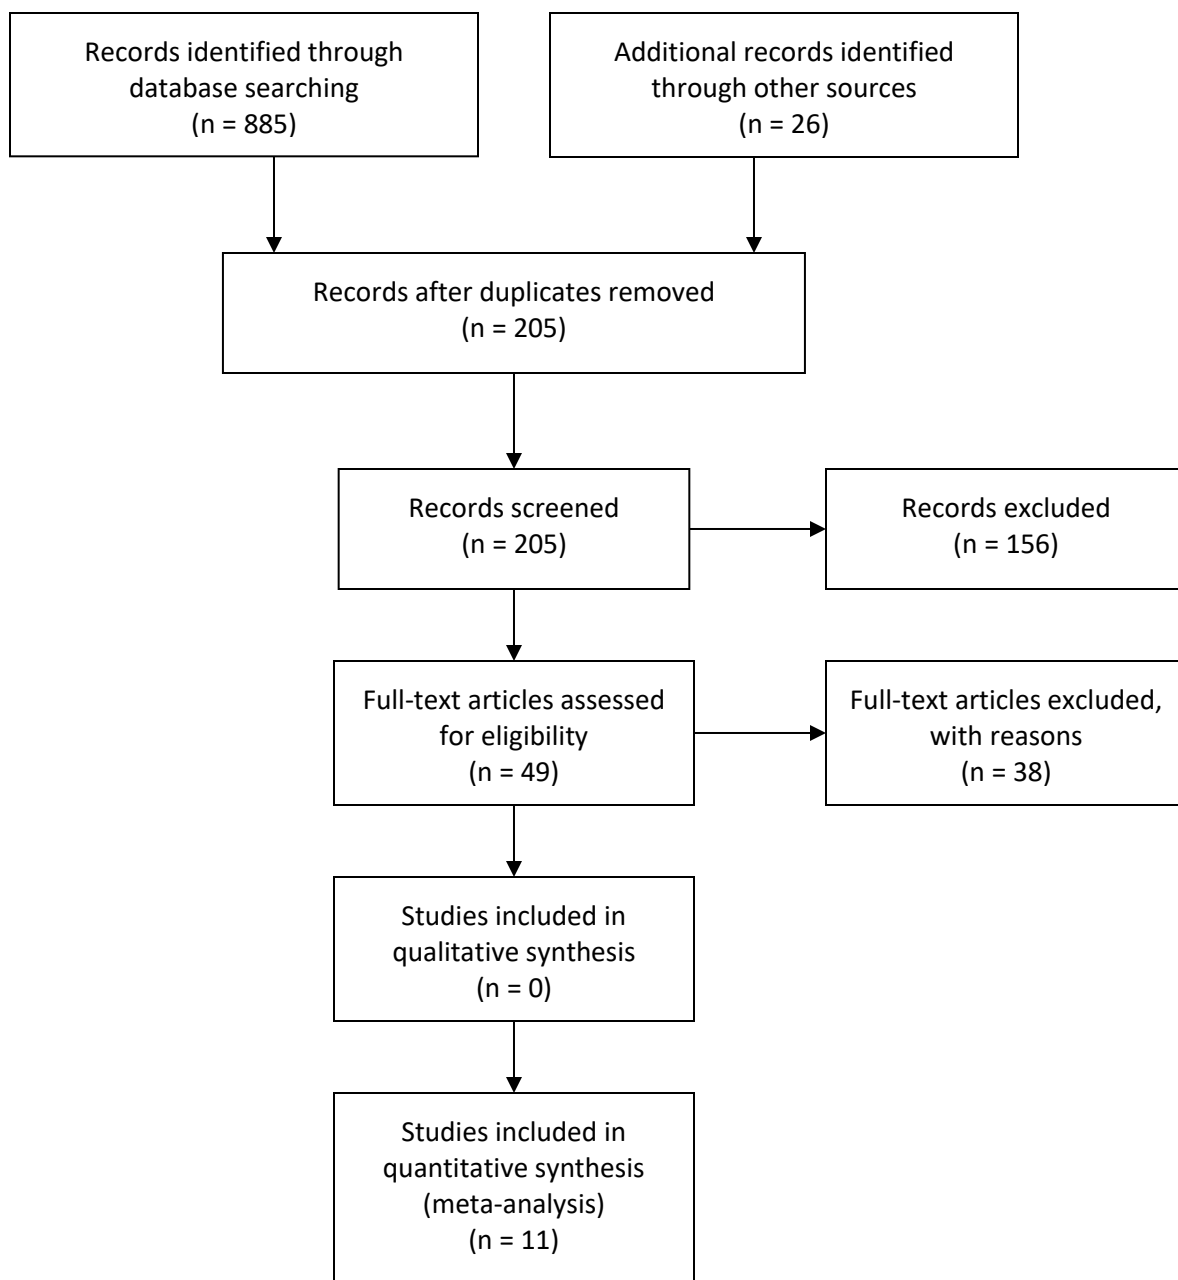 Records identified through
database searching
(n = 885)
Additional records identified
through other sources
(n = 26)
Records after duplicates removed
(n = 205)
Records screened
(n = 205)
Records excluded
(n = 156)
Full-text articles assessed
for eligibility
(n = 49)
Full-text articles excluded,
with reasons
(n = 38)
Studies included in
qualitative synthesis
(n = 0)
Studies included in
quantitative synthesis
(meta-analysis)
(n = 11)